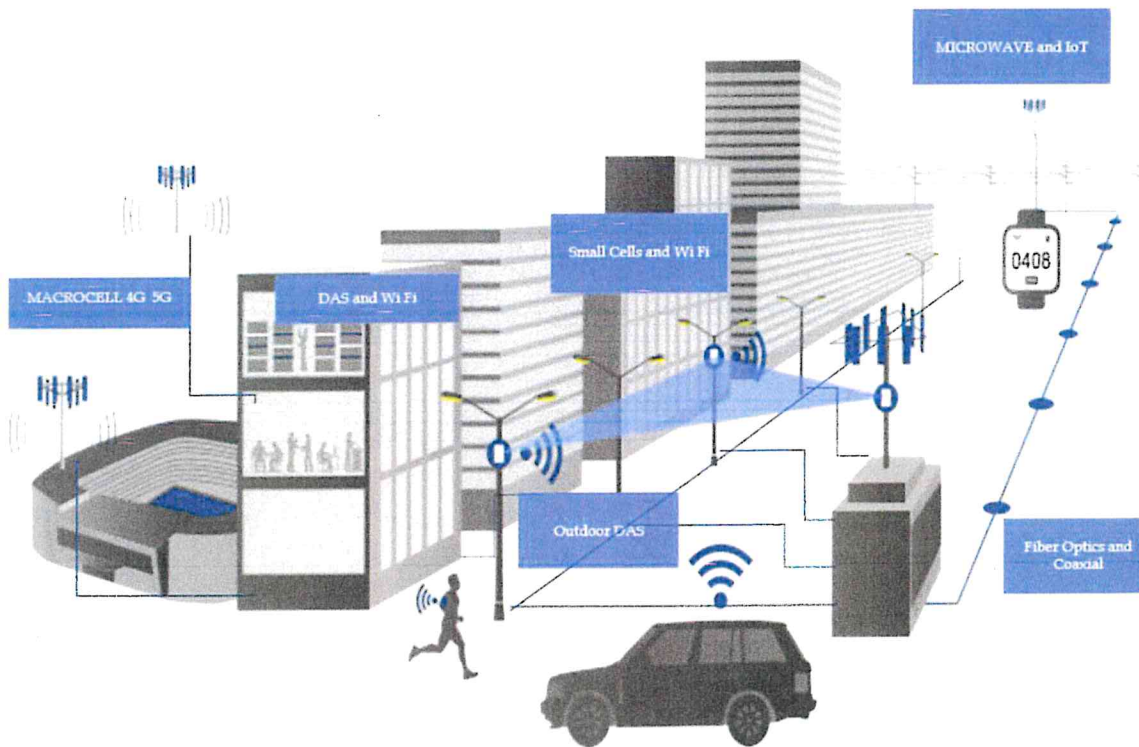 MICROWAVE and IoT
Small Cells and Wi Fi
MACROCELL 4G 5G
DAS and Wi Fi
0408
Outdoor DAS
Fiber Optics and
Coaxial